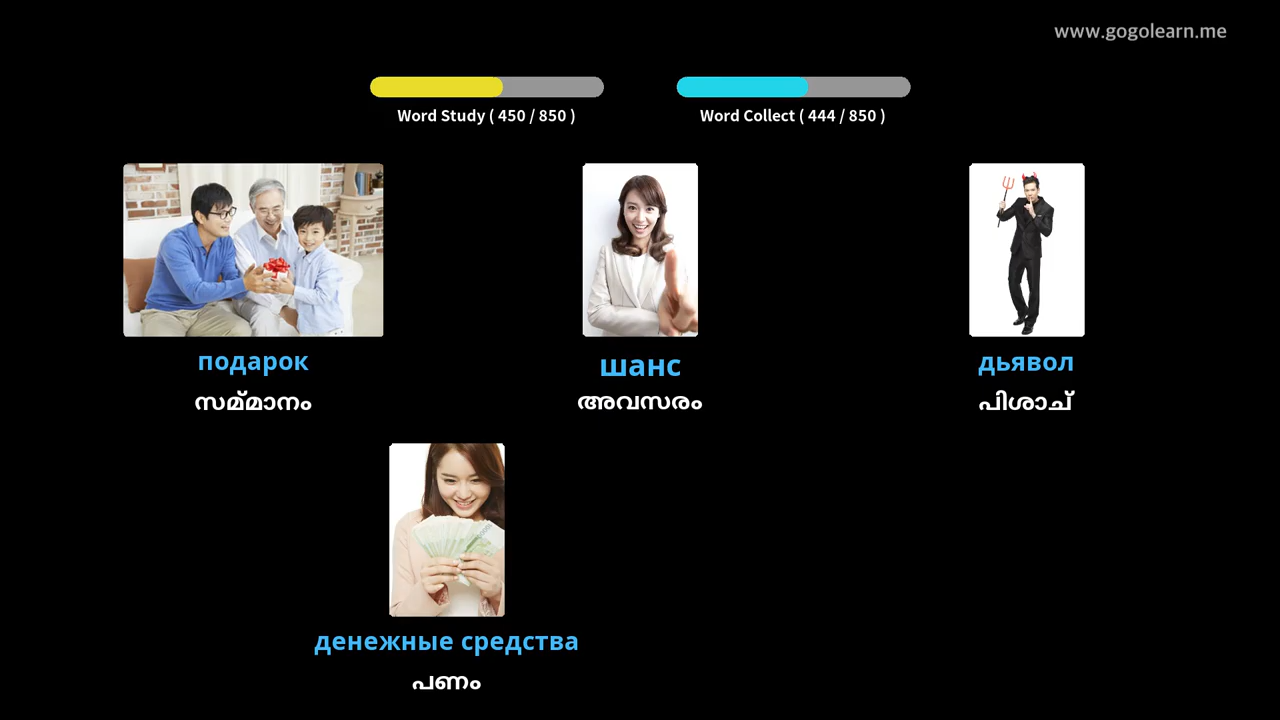 www.gogolearn.me
Word Study ( 450 / 850 )
Word Collect ( 444 / 850 )
подарок
സമ്മാനം
шанс
അവസരം
дьявол
പിശാച്
денежные средства
പണം